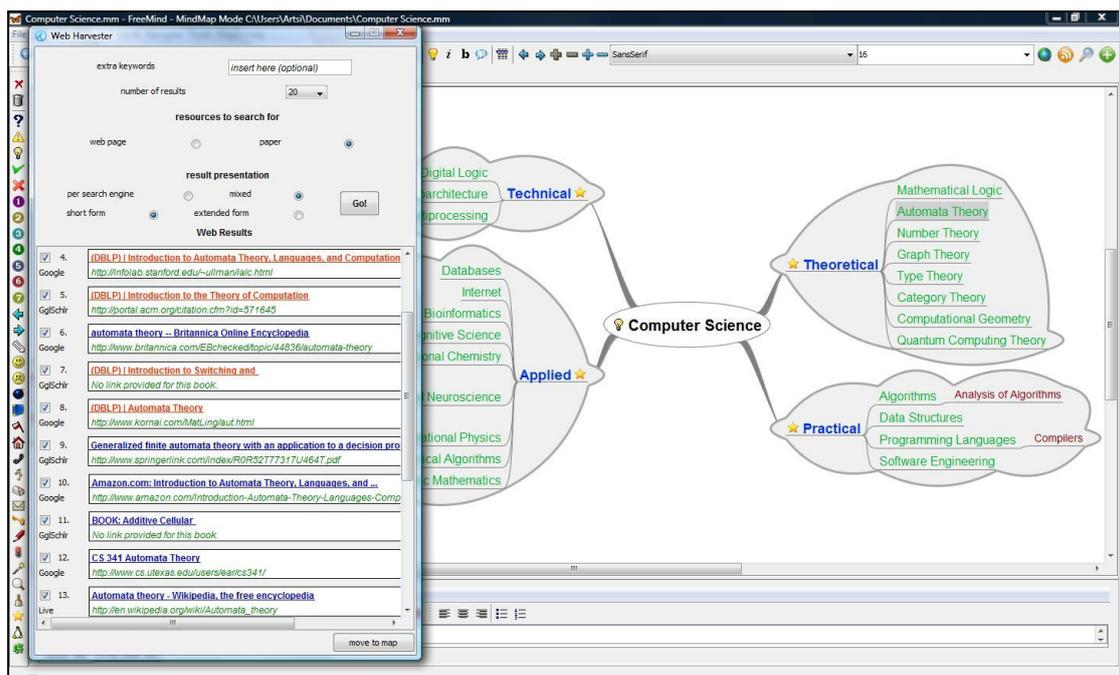 Computer Science.mm - FreeMind - MindMap Mode C:\Users\Artsi\Documents\Computer Science.mm
File
Web Harvester
extra keywords
insert here (optional)
number of results
20
resources to search for
web page
paper
result presentation
per search engine
mixed
short form
extended form
Go!
Web Results
4.
(DBLP) | Introduction to Automata Theory, Languages, and Computation
Google
http://infolab.stanford.edu/~ullman/ialc.html
5.
(DBLP) | Introduction to the Theory of Computation
GglSchlr
http://portal.acm.org/citation.cfm?id=571645
6.
automata theory -- Britannica Online Encyclopedia
Google
http://www.britannica.com/EBchecked/topic/44836/automata-theory
7.
(DBLP) | Introduction to Switching and
GglSchlr
No link provided for this book.
8.
(DBLP) | Automata Theory
Google
http://www.kornai.com/MatLing/aut.html
9.
Generalized finite automata theory with an application to a decision pro
GglSchlr
http://www.springerlink.com/index/R0R52T77317U464T.pdf
10.
Amazon.com: Introduction to Automata Theory, Languages, and ...
Google
http://www.amazon.com/Introduction-Automata-Theory-Languages-Comp
11.
BOOK: Additive Cellular
GglSchlr
No link provided for this book.
12.
CS 341 Automata Theory
Google
http://www.cs.utexas.edu/users/ear/cs341/
13.
Automata theory - Wikipedia, the free encyclopedia
Live
http://en.wikipedia.org/wiki/Automata_theory
move to map
SansSerif
16
Digital Logic
architecture
tiprocessing
Technical
Databases
Internet
Bioinformatics
gnitive Science
onal Chemistry
Neuroscience
ational Physics
ical Algorithms
c Mathematics
Applied
Computer Science
Theoretical
Mathematical Logic
Automata Theory
Number Theory
Graph Theory
Type Theory
Category Theory
Computational Geometry
Quantum Computing Theory
Practical
Algorithms
Analysis of Algorithms
Data Structures
Programming Languages
Compilers
Software Engineering